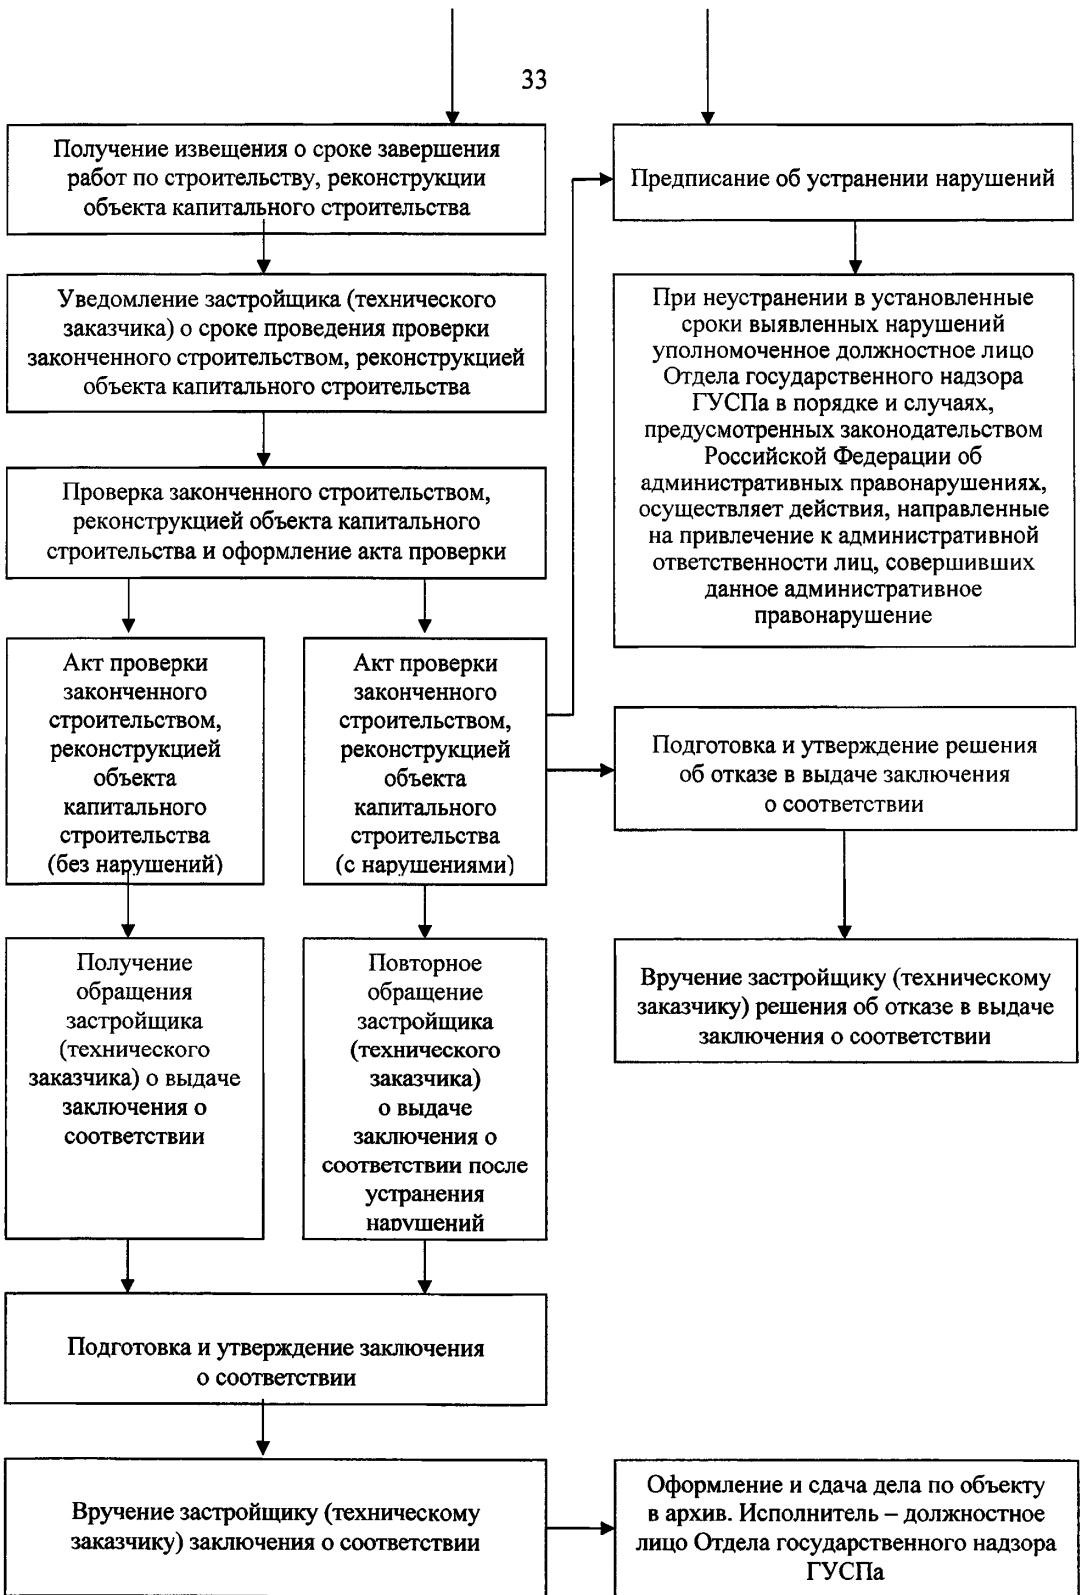 33
Получение извещения о сроке завершения
работ по строительству, реконструкции
объекта капитального строительства
Предписание об устранении нарушений
Уведомление застройщика (технического
заказчика) о сроке проведения проверки
законченного строительством, реконструкцией
объекта капитального строительства
При неустранении в установленные
сроки выявленных нарушений
уполномоченное должностное лицо
Отдела государственного надзора
ГУСПа в порядке и случаях,
предусмотренных законодательством
Российской Федерации об
административных правонарушениях,
осуществляет действия, направленные
на привлечение к административной
ответственности лиц, совершивших
данное административное
правонарушение
Проверка законченного строительством,
реконструкцией объекта капитального
строительства и оформление акта проверки
Акт проверки
законченного
строительством,
реконструкцией
объекта
капитального
строительства
(без нарушений)
Акт проверки
законченного
строительством,
реконструкцией
объекта
капитального
строительства
(с нарушениями)
Подготовка и утверждение решения
об отказе в выдаче заключения
о соответствии
Получение
обращения
застройщика
(технического
заказчика) о выдаче
заключения о
соответствии
Повторное
обращение
застройщика
(технического
заказчика)
о выдаче
заключения о
соответствии после
устранения
нарушений
Вручение застройщику (техническому
заказчику) решения об отказе в выдаче
заключения о соответствии
Подготовка и утверждение заключения
о соответствии
Вручение застройщику (техническому
заказчику) заключения о соответствии
Оформление и сдача дела по объекту
в архив. Исполнитель – должностное
лицо Отдела государственного надзора
ГУСПа